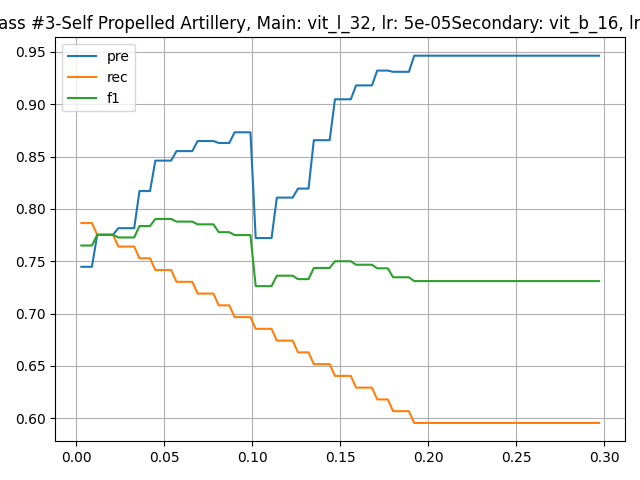 ass #3-Self Propelled Artillery, Main: vit_l_32, lr: 5e-05Secondary: vit_b_16, lr
pre
rec
f1
0.95
0.90
0.85
0.80
0.75
0.70
0.65
0.60
0.00 0.05 0.10 0.15 0.20 0.25 0.30